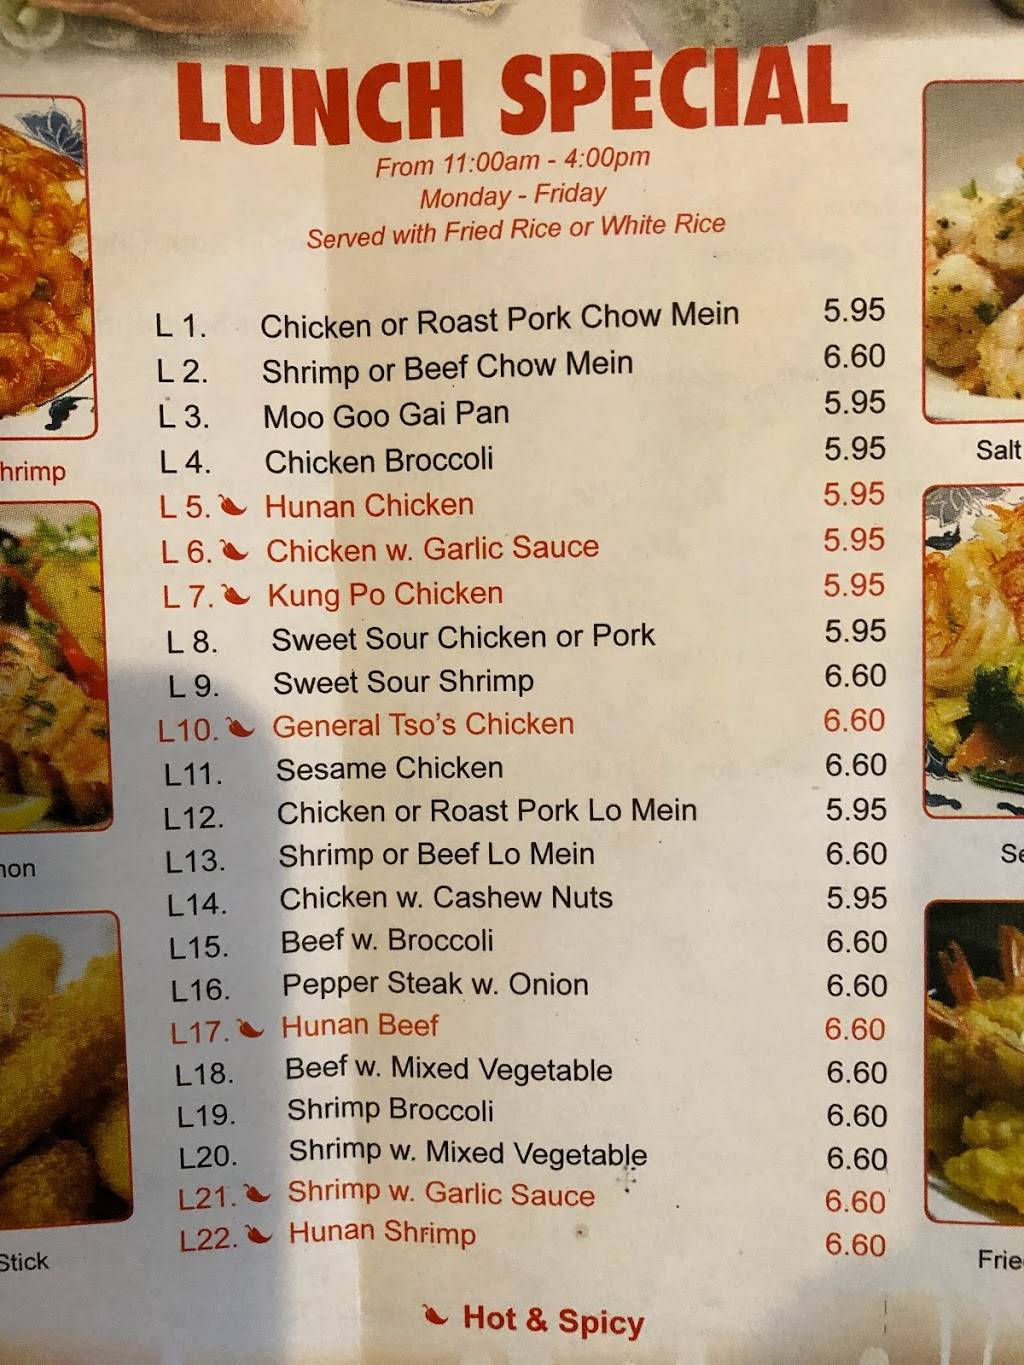 LUNCH SPECIAL
From 11:00am - 4:00pm
Monday - Friday
Served with Fried Rice or White Rice
L 1. Chicken or Roast Pork Chow Mein 5.95
L 2. Shrimp or Beef Chow Mein 6.60
L 3. Moo Goo Gai Pan 5.95
L 4. Chicken Broccoli 5.95
L 5. Hunan Chicken 5.95
L 6. Chicken w. Garlic Sauce 5.95
L 7. Kung Po Chicken 5.95
L 8. Sweet Sour Chicken or Pork 5.95
L 9. Sweet Sour Shrimp 6.60
L10. General Tso's Chicken 6.60
L11. Sesame Chicken 6.60
L12. Chicken or Roast Pork Lo Mein 5.95
L13. Shrimp or Beef Lo Mein 6.60
L14. Chicken w. Cashew Nuts 5.95
L15. Beef w. Broccoli 6.60
L16. Pepper Steak w. Onion 6.60
L17. Hunan Beef 6.60
L18. Beef w. Mixed Vegetable 6.60
L19. Shrimp Broccoli 6.60
L20. Shrimp w. Mixed Vegetable 6.60
L21. Shrimp w. Garlic Sauce 6.60
L22. Hunan Shrimp 6.60
Hot & Spicy
hrimp
Stick
Salt